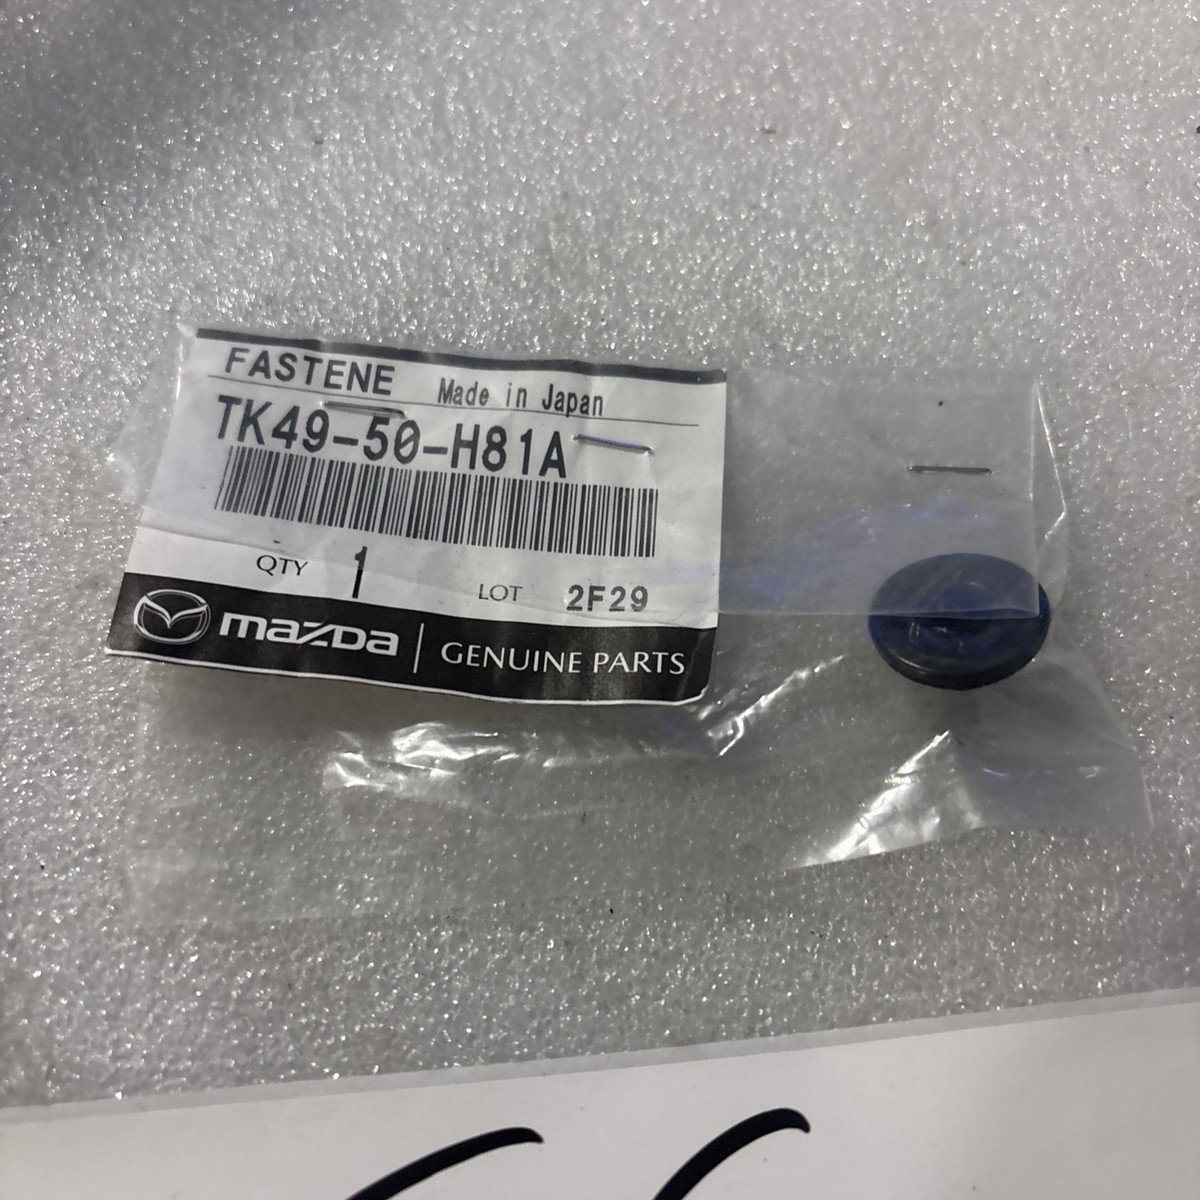 FASTENE Made in Japan
TK49-50-H81A
QTY 1 LOT 2F29
mazda GENUINE PARTS